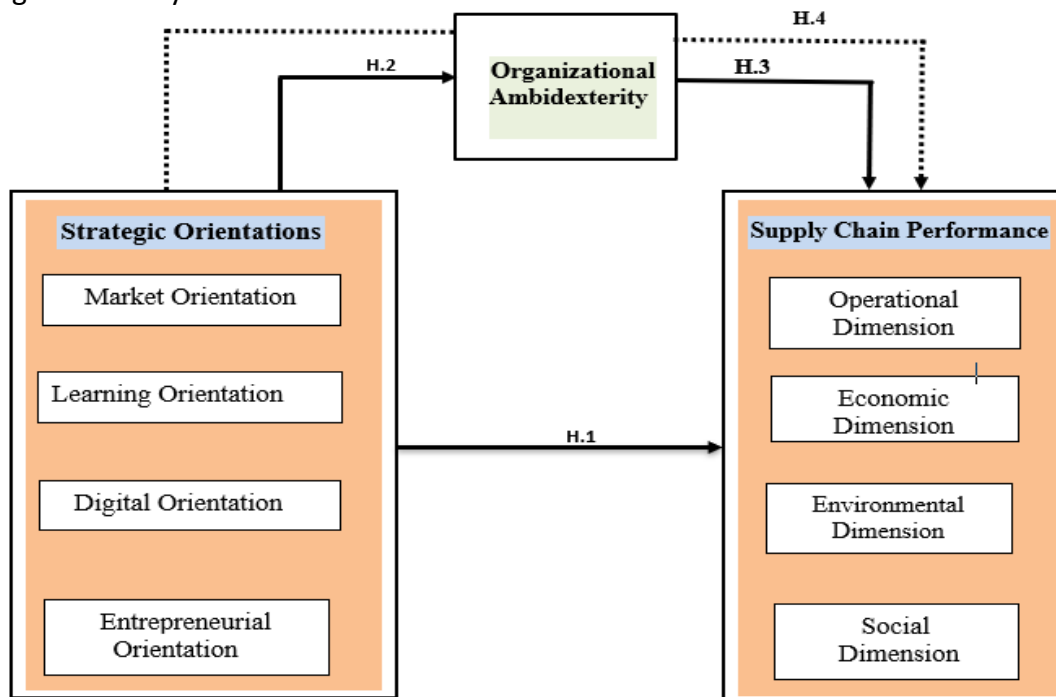 H.4
H.2
H.3
Organizational
Ambidexterity
Strategic Orientations
Market Orientation
Learning Orientation
Digital Orientation
Entrepreneurial
Orientation
H.1
Supply Chain Performance
Operational
Dimension
Economic
Dimension
Environmental
Dimension
Social
Dimension